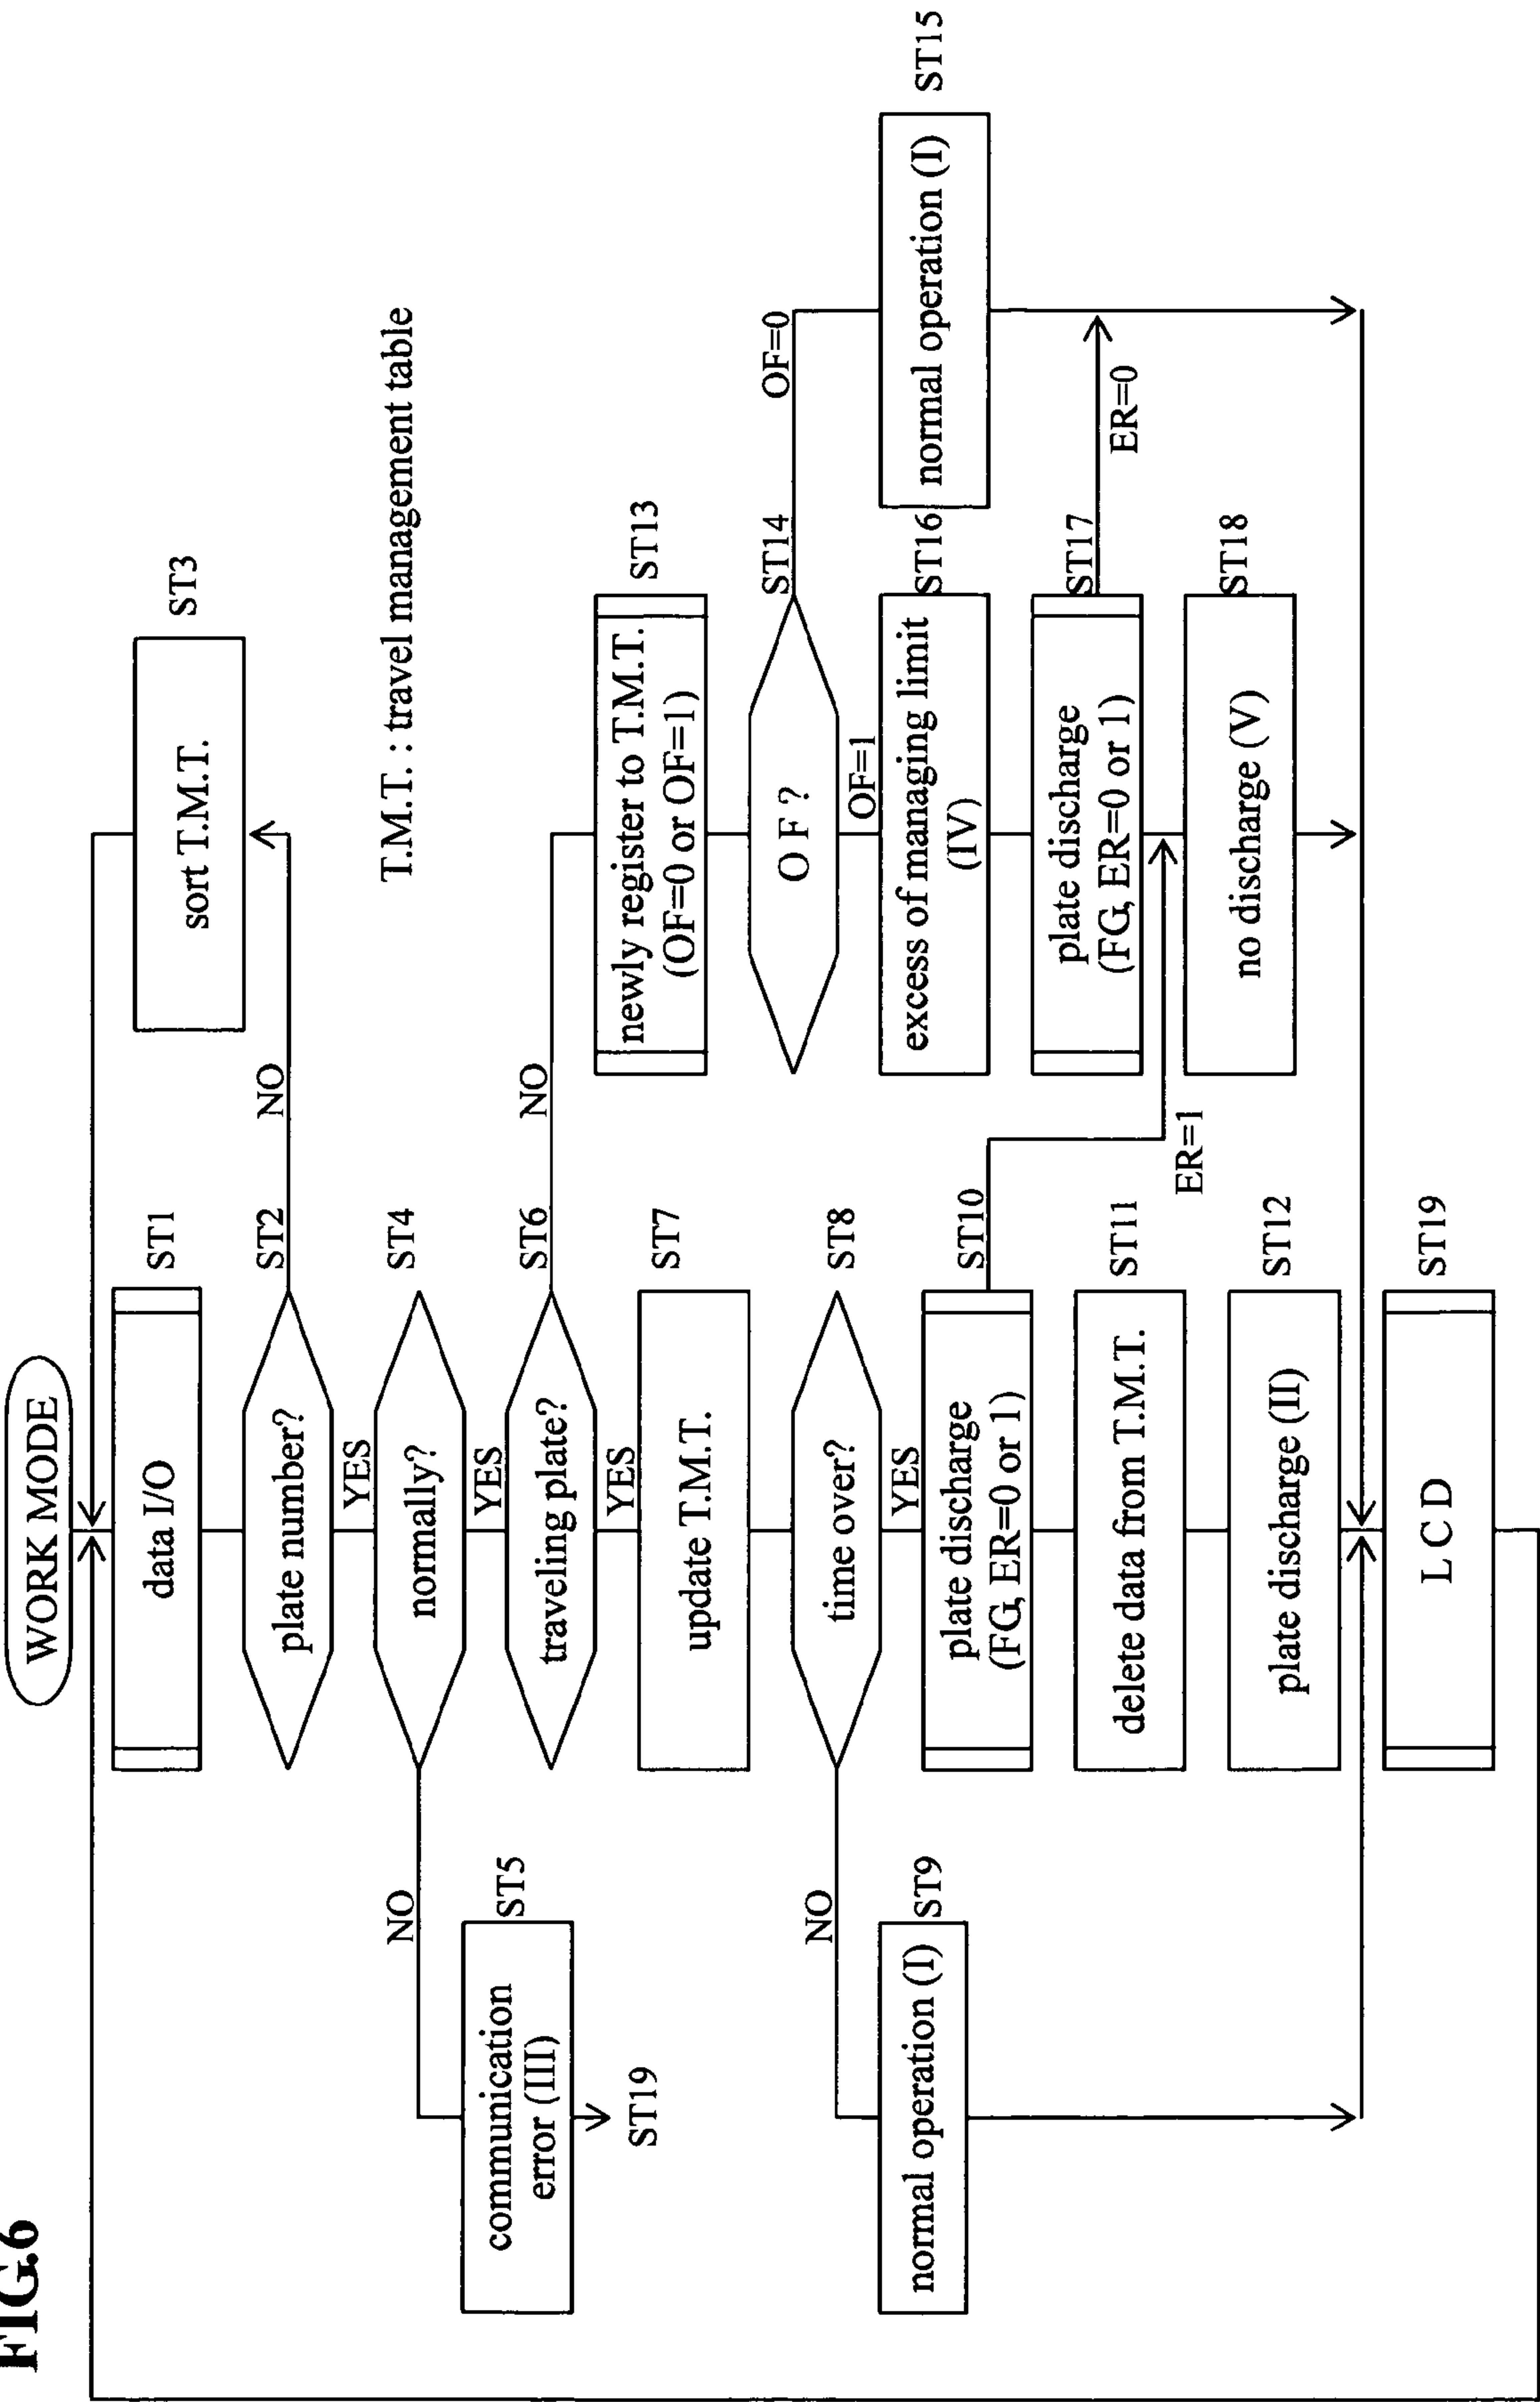 FIG.6
WORK MODE
data I/O
ST1
plate number?
ST2
NO
sort T.M.T.
ST3
YES
normally?
ST4
NO
communication
error (III)
ST5
ST19
YES
traveling plate?
ST6
NO
T.M.T. : travel management table
YES
update T.M.T.
ST7
newly register to T.M.T.
(OF=0 or OF=1)
ST13
time over?
ST8
NO
normal operation (I)
ST9
YES
O F ?
ST14
OF=0
OF=1
normal operation (I)
ST15
excess of managing limit
(IV)
ST16
plate discharge
(FG, ER=0 or 1)
ST10
ER=1
plate discharge
(FG, ER=0 or 1)
ST17
ER=0
delete data from T.M.T.
ST11
no discharge (V)
ST18
plate discharge (II)
ST12
L C D
ST19